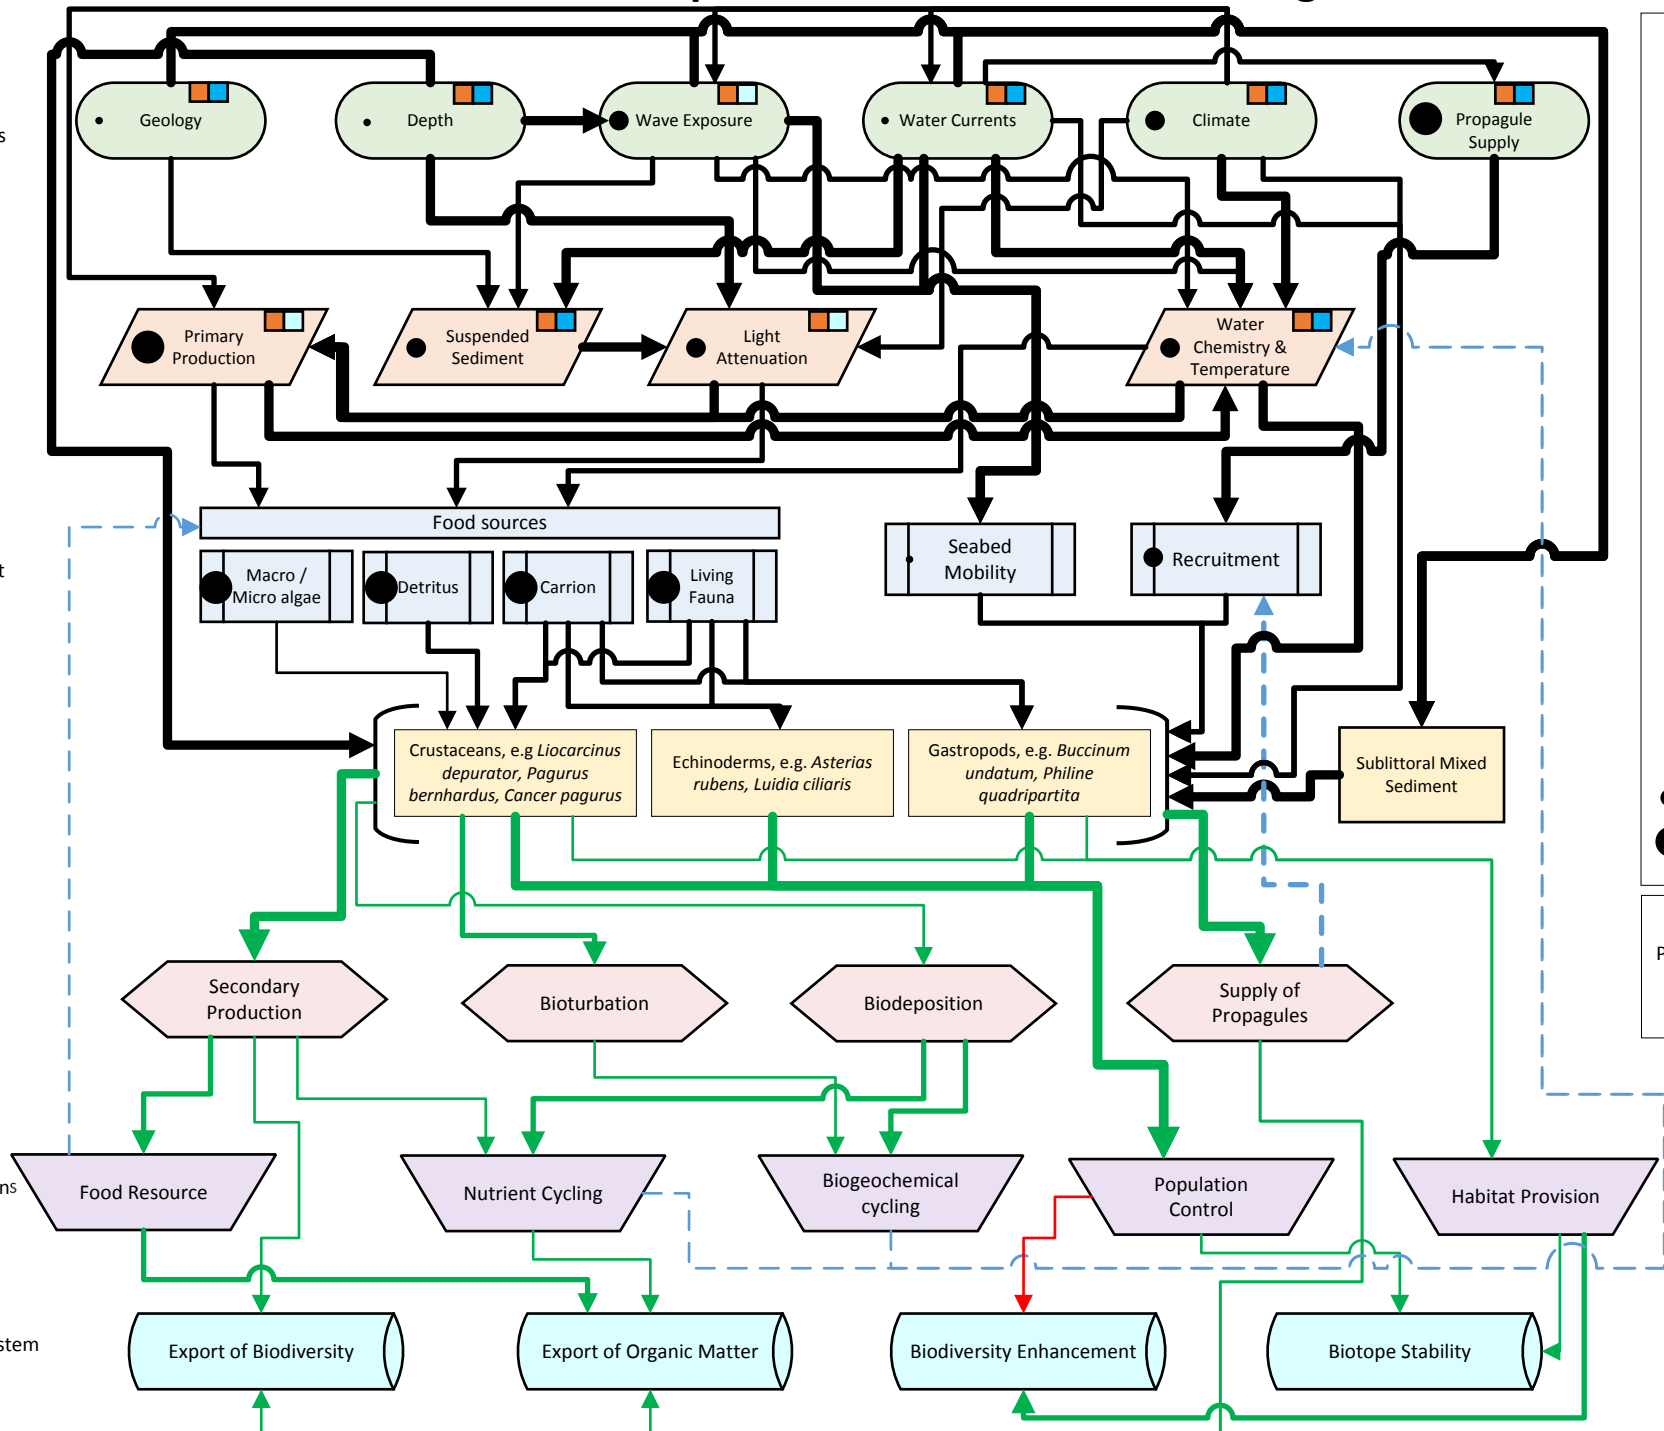 s
Geology
Depth
Wave Exposure
Water Currents
Climate
Propagule
Supply
Primary
Production
Suspended
Sediment
Light
Attenuation
Water
Chemistry &
Temperature
Food sources
t
Macro /
Micro algae
Detritus
Carrion
Living
Fauna
Seabed
Mobility
Recruitment
Crustaceans, e.g Liocarcinus
depurator, Pagurus
bernhardus, Cancer pagurus
Echinoderms, e.g. Asterias
rubens, Luidia ciliaris
Gastropods, e.g. Buccinum
undatum, Philine
quadripartita
Sublittoral Mixed
Sediment
P
Secondary
Production
Bioturbation
Biodeposition
Supply of
Propagules
ns
Food Resource
Nutrient Cycling
Biogeochemical
cycling
Population
Control
Habitat Provision
stem
Export of Biodiversity
Export of Organic Matter
Biodiversity Enhancement
Biotope Stability